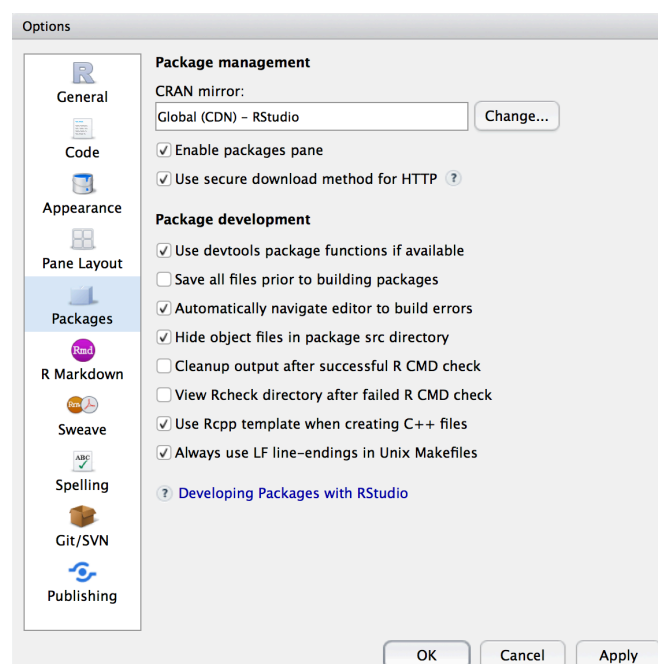 Options
General
Code
Appearance
Pane Layout
Packages
Rmd
R Markdown
Sweave
ABC
Spelling
Git/SVN
Publishing
Package management
CRAN mirror:
Global (CDN) – RStudio
Change...
Enable packages pane
Use secure download method for HTTP ?
Package development
Use devtools package functions if available
Save all files prior to building packages
Automatically navigate editor to build errors
Hide object files in package src directory
Cleanup output after successful R CMD check
View Rcheck directory after failed R CMD check
Use Rcpp template when creating C++ files
Always use LF line-endings in Unix Makefiles
? Developing Packages with RStudio
OK
Cancel
Apply